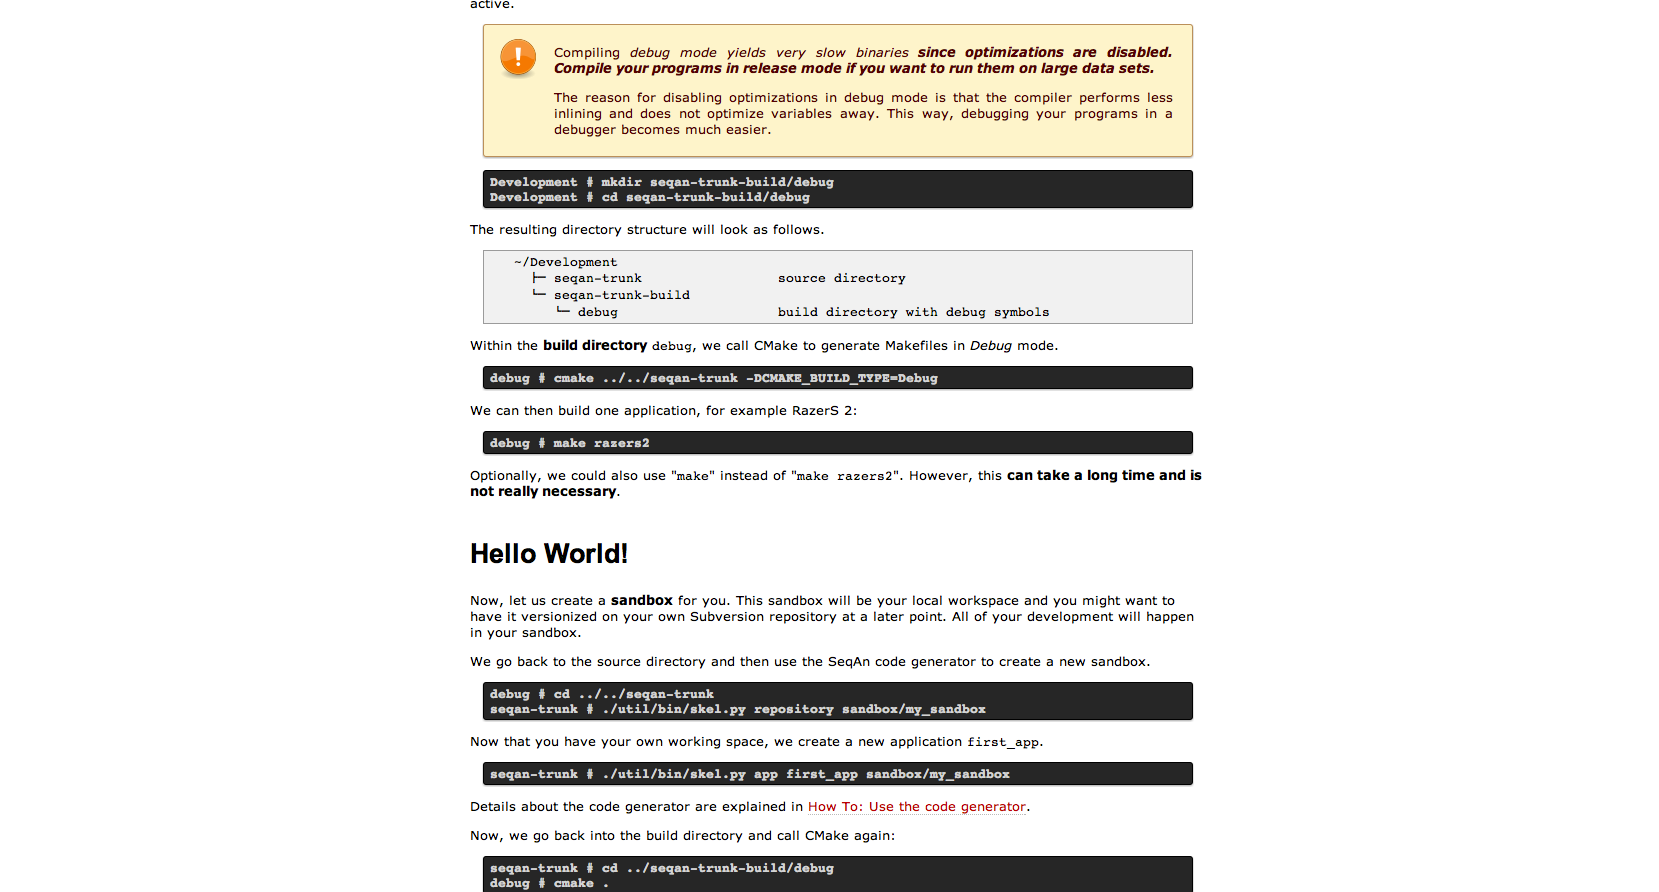 active.
Compiling debug mode yields very slow binaries since optimizations are disabled.
Compile your programs in release mode if you want to run them on large data sets.
The reason for disabling optimizations in debug mode is that the compiler performs less
inlining and does not optimize variables away. This way, debugging your programs in a
debugger becomes much easier.
Development # mkdir seqan-trunk-build/debug
Development # cd seqan-trunk-build/debug
The resulting directory structure will look as follows.
~/Development
├─ seqan-trunk source directory
└─ seqan-trunk-build
└─ debug build directory with debug symbols
Within the build directory debug, we call CMake to generate Makefiles in Debug mode.
debug # cmake ../../seqan-trunk -DCMAKE_BUILD_TYPE=Debug
We can then build one application, for example RazerS 2:
debug # make razers2
Optionally, we could also use "make" instead of "make razers2". However, this can take a long time and is
not really necessary.
Hello World!
Now, let us create a sandbox for you. This sandbox will be your local workspace and you might want to
have it versionized on your own Subversion repository at a later point. All of your development will happen
in your sandbox.
We go back to the source directory and then use the SeqAn code generator to create a new sandbox.
debug # cd ../../seqan-trunk
seqan-trunk # ./util/bin/skel.py repository sandbox/my_sandbox
Now that you have your own working space, we create a new application first_app.
seqan-trunk # ./util/bin/skel.py app first_app sandbox/my_sandbox
Details about the code generator are explained in How To: Use the code generator.
Now, we go back into the build directory and call CMake again:
seqan-trunk # cd ../seqan-trunk-build/debug
debug # cmake .